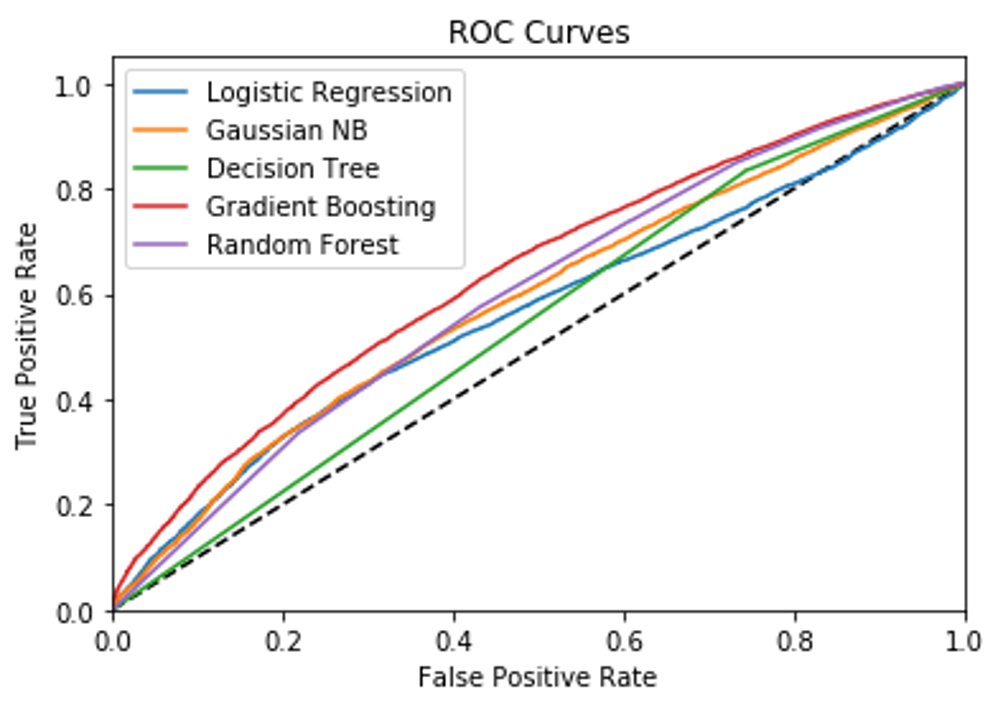 ROC Curves
Logistic Regression
Gaussian NB
Decision Tree
Gradient Boosting
Random Forest
True Positive Rate
1.0
0.8
0.6
0.4
0.2
0.0
0.0 0.2 0.4 0.6 0.8 1.0
False Positive Rate